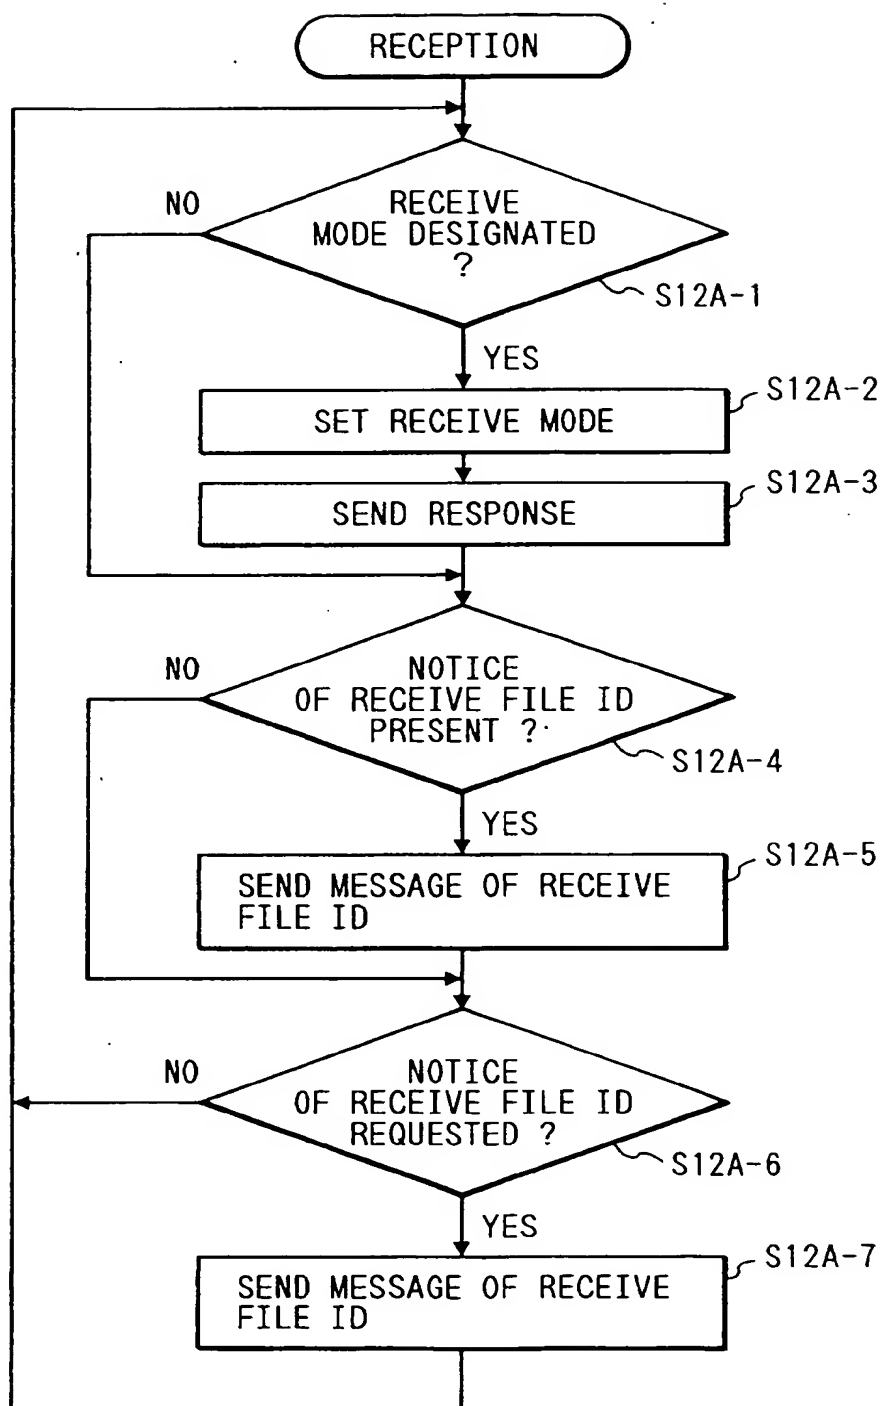 RECEPTION
NO
RECEIVE
MODE DESIGNATED
?
S12A-1
YES
S12A-2
SET RECEIVE MODE
S12A-3
SEND RESPONSE
NO
NOTICE
OF RECEIVE FILE ID
PRESENT ?
S12A-4
YES
S12A-5
SEND MESSAGE OF RECEIVE
FILE ID
NO
NOTICE
OF RECEIVE FILE ID
REQUESTED ?
S12A-6
YES
S12A-7
SEND MESSAGE OF RECEIVE
FILE ID